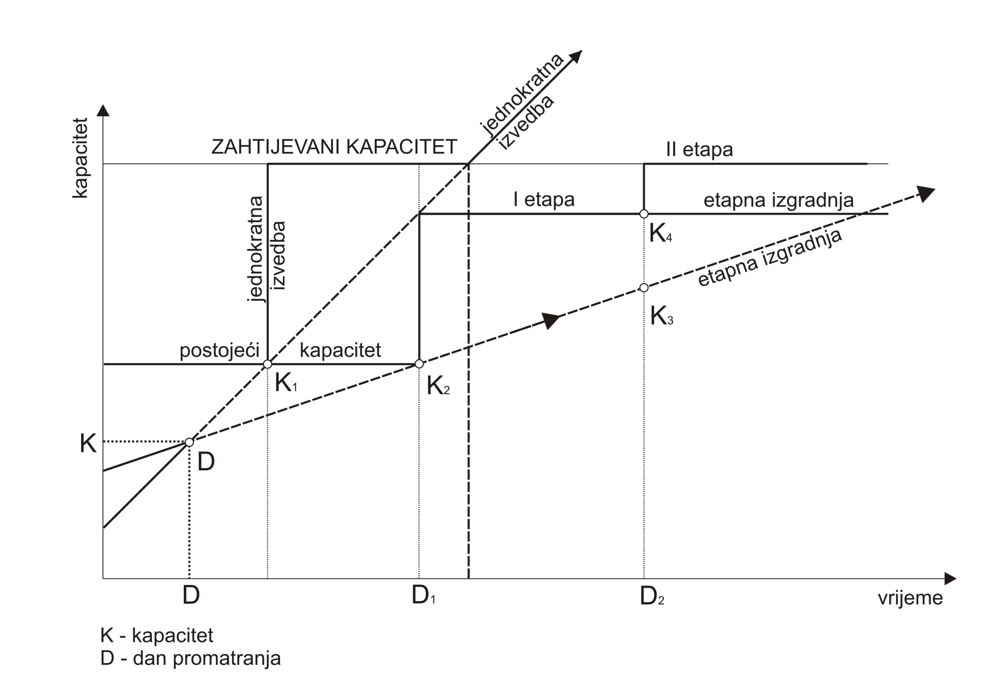 kapacitet
jednokratna
izvedba
ZAHTIJEVANI KAPACITET
II etapa
I etapa
etapna izgradnja
jednokratna
izvedba
K4
etapna izgradnja
K3
postojeći kapacitet
K1
K2
K
D
D
D1
D2
vrijeme
K - kapacitet
D - dan promatranja